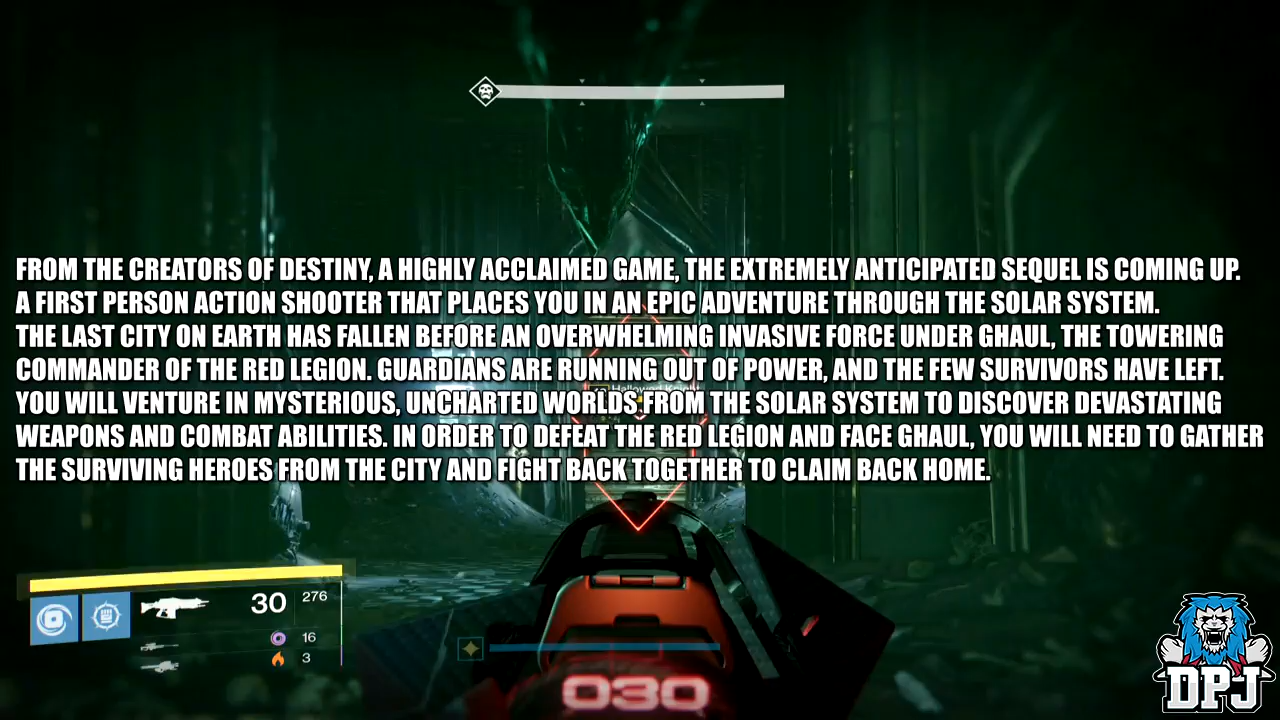 FROM THE CREATORS OF DESTINY, A HIGHLY ACCLAIMED GAME, THE EXTREMELY ANTICIPATED SEQUEL IS COMING UP.
A FIRST PERSON ACTION SHOOTER THAT PLACES YOU IN AN EPIC ADVENTURE THROUGH THE SOLAR SYSTEM.
THE LAST CITY ON EARTH HAS FALLEN BEFORE AN OVERWHELMING INVASIVE FORCE UNDER GHAUL, THE TOWERING
COMMANDER OF THE RED LEGION. GUARDIANS ARE RUNNING OUT OF POWER, AND THE FEW SURVIVORS HAVE LEFT.
Hallowed Knight
YOU WILL VENTURE IN MYSTERIOUS, UNCHARTED WORLDS FROM THE SOLAR SYSTEM TO DISCOVER DEVASTATING
WEAPONS AND COMBAT ABILITIES. IN ORDER TO DEFEAT THE RED LEGION AND FACE GHAUL, YOU WILL NEED TO GATHER
THE SURVIVING HEROES FROM THE CITY AND FIGHT BACK TOGETHER TO CLAIM BACK HOME.
30 276
16
3
030
DPJ